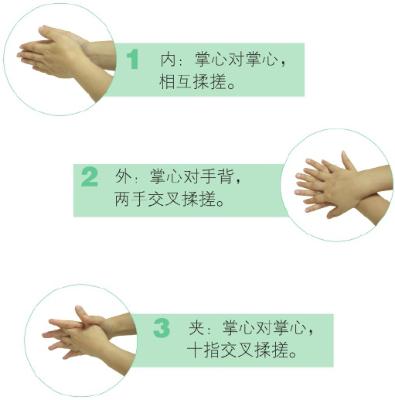 1 内：掌心对掌心，
相互揉搓。
2 外：掌心对手背，
两手交叉揉搓。
3 夹：掌心对掌心，
十指交叉揉搓。